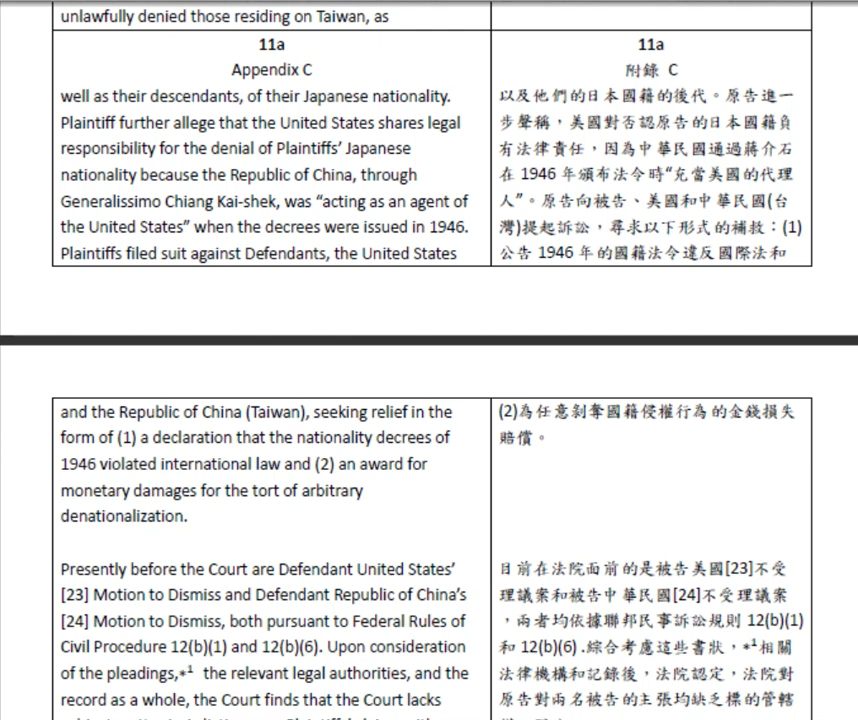 unlawfully denied those residing on Taiwan, as
11a
Appendix C
well as their descendants, of their Japanese nationality.
Plaintiff further allege that the United States shares legal
responsibility for the denial of Plaintiffs’ Japanese
nationality because the Republic of China, through
Generalissimo Chiang Kai-shek, was “acting as an agent of
the United States” when the decrees were issued in 1946.
Plaintiffs filed suit against Defendants, the United States
11a
附錄 C
以及他們的日本國籍的後代。原告進一
步聲稱，美國對否認原告的日本國籍負
有法律責任，因為中華民國通過蔣介石
在 1946 年頒布法令時“充當美國的代理
人”。原告向被告、美國和中華民國(台
灣)提起訴訟，尋求以下形式的補救：(1)
公告 1946 年的國籍法令違反國際法和
and the Republic of China (Taiwan), seeking relief in the
form of (1) a declaration that the nationality decrees of
1946 violated international law and (2) an award for
monetary damages for the tort of arbitrary
denationalization.
(2)為任意剝奪國籍侵權行為的金錢損失
賠償。
Presently before the Court are Defendant United States’
[23] Motion to Dismiss and Defendant Republic of China’s
[24] Motion to Dismiss, both pursuant to Federal Rules of
Civil Procedure 12(b)(1) and 12(b)(6). Upon consideration
of the pleadings,*1 the relevant legal authorities, and the
record as a whole, the Court finds that the Court lacks
目前在法院面前的是被告美國[23]不受
理議案和被告中華民國[24]不受理議案
，兩者均依據聯邦民事訴訟規則 12(b)(1)
和 12(b)(6) .綜合考慮這些書狀，*1相關
法律機構和記錄後，法院認定，法院對
原告對兩名被告的主張均缺乏標的管轄